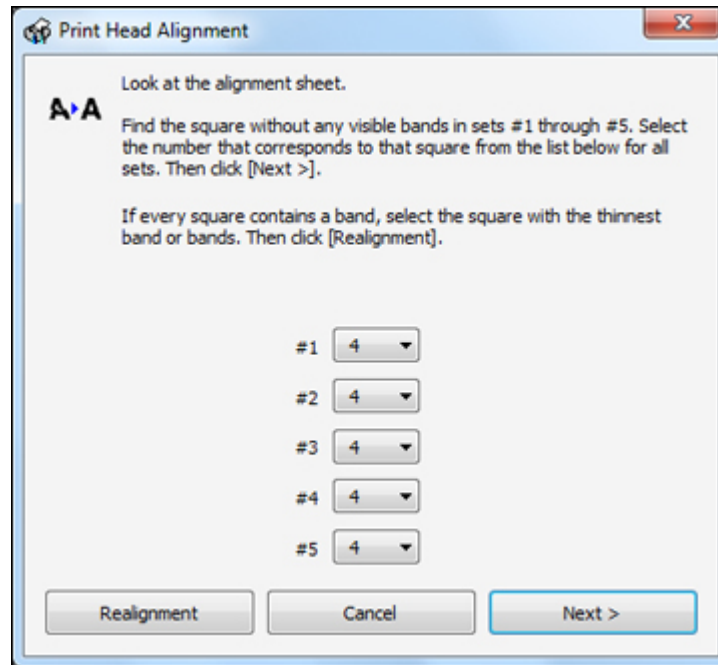 Print Head Alignment
Look at the alignment sheet.
A A
Find the square without any visible bands in sets #1 through #5. Select
the number that corresponds to that square from the list below for all
sets. Then click [Next >].
If every square contains a band, select the square with the thinnest
band or bands. Then click [Realignment].
#1 4
#2 4
#3 4
#4 4
#5 4
Realignment Cancel Next >